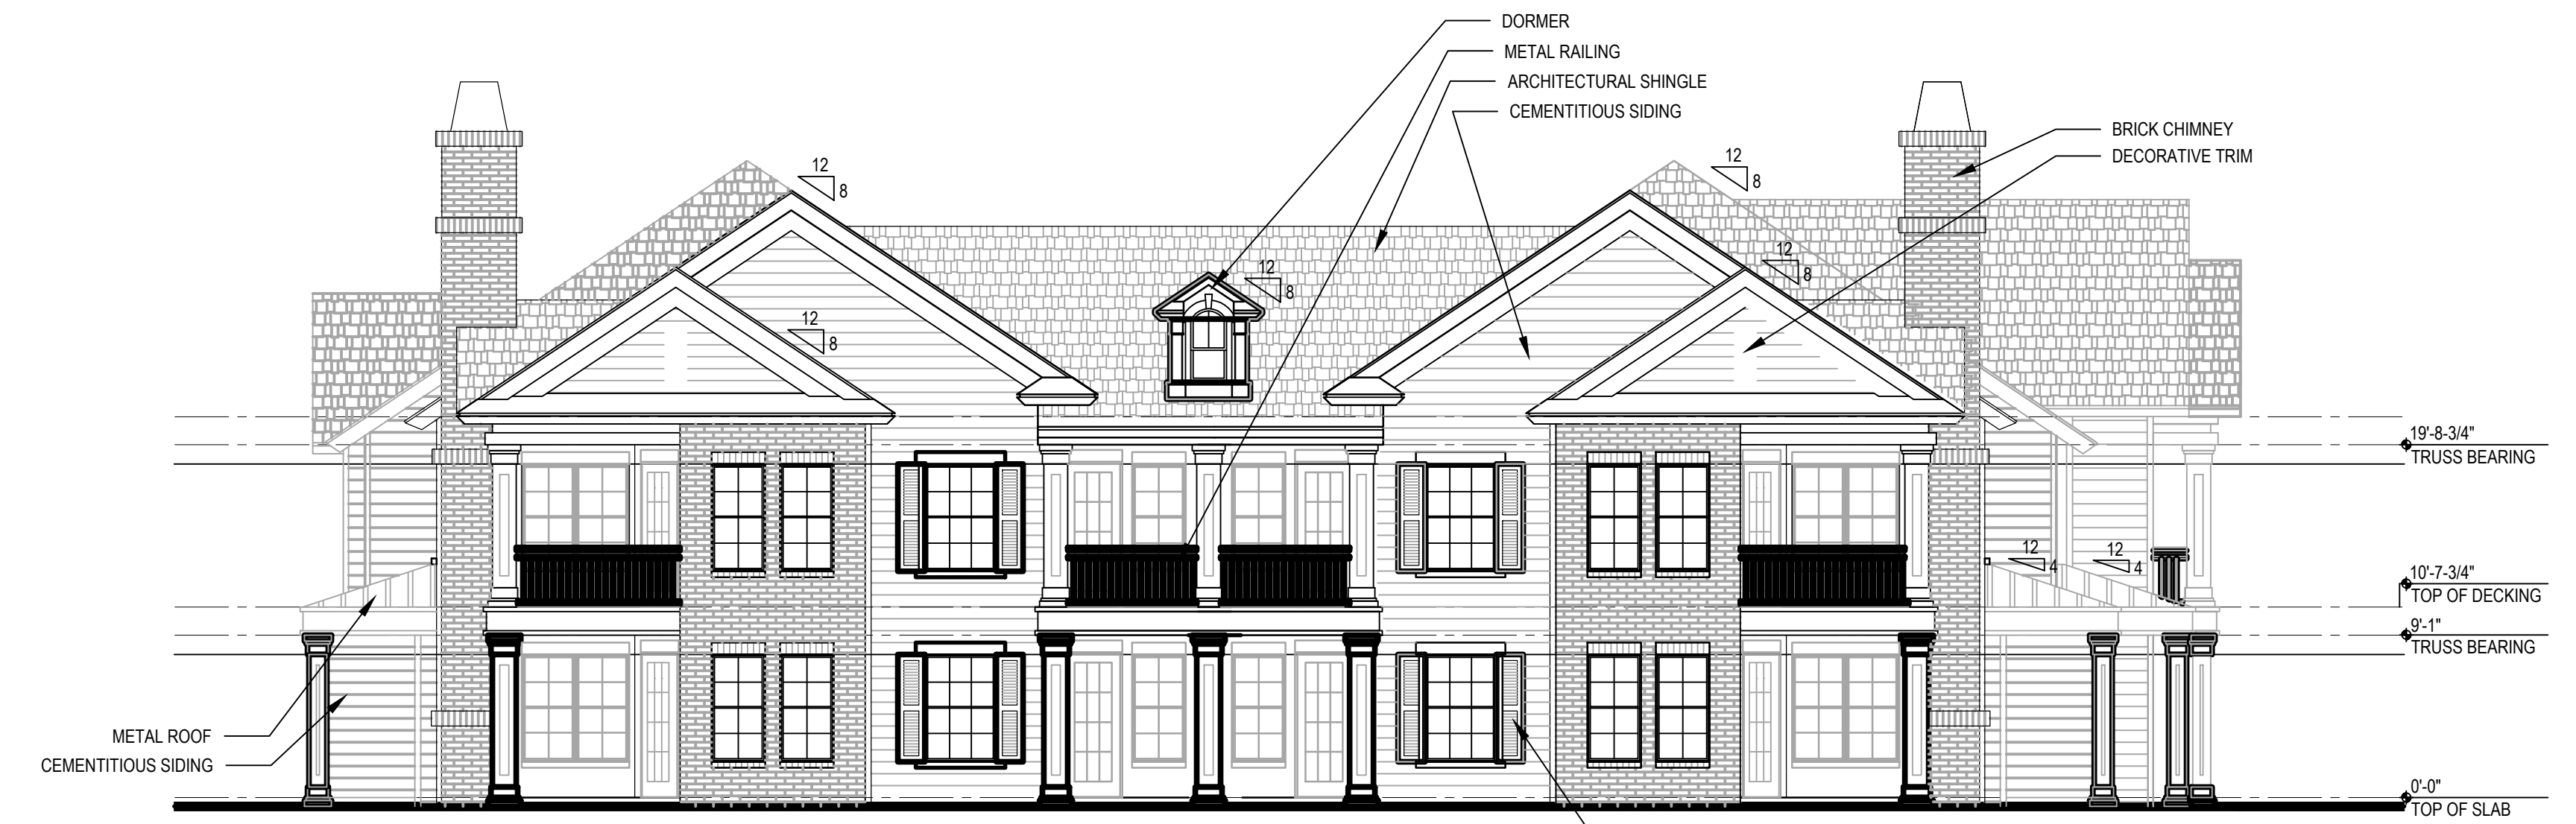 DORMER
METAL RAILING
ARCHITECTURAL SHINGLE
CEMENTITIOUS SIDING
BRICK CHIMNEY
DECORATIVE TRIM
12
8
12
8
12
8
12
8
12
8
19'-8-3/4"
TRUSS BEARING
12
4
12
4
10'-7-3/4"
TOP OF DECKING
9'-1"
TRUSS BEARING
METAL ROOF
CEMENTITIOUS SIDING
0'-0"
TOP OF SLAB